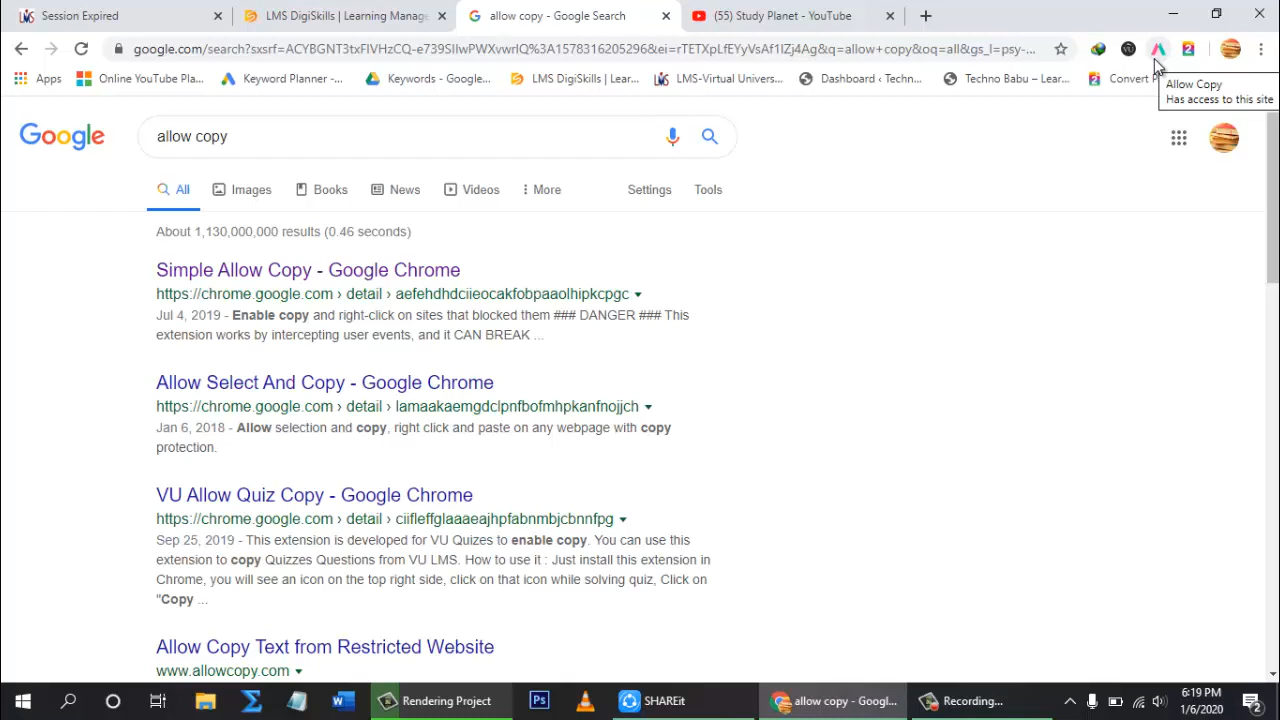 Session Expired
LMS DigiSkills | Learning Manage
allow copy - Google Search
(55) Study Planet - YouTube
google.com/search?sxsrf=ACYBGNT3txFIVHzCQ-e739SIlwPWXvwrlQ%3A1578316205296&ei=rTETXpLfEYyVsAf1lZj4Ag&q=allow+copy&oq=all&gs_l=psy-...
Apps
Online YouTube Pla...
Keyword Planner -...
Keywords - Google...
LMS DigiSkills | Lear...
LMS-Virtual Univers...
Dashboard ‹ Techn...
Techno Babu – Lear...
Convert P
Allow Copy
Has access to this site
Google
allow copy
All
Images
Books
News
Videos
More
Settings
Tools
About 1,130,000,000 results (0.46 seconds)
Simple Allow Copy - Google Chrome
https://chrome.google.com › detail › aefehdhdciieocakfobpaaolhipkcpgc
Jul 4, 2019 - Enable copy and right-click on sites that blocked them ### DANGER ### This
extension works by intercepting user events, and it CAN BREAK ...
Allow Select And Copy - Google Chrome
https://chrome.google.com › detail › lamaakaemgdclpnfbofmhpkanfnojjch
Jan 6, 2018 - Allow selection and copy, right click and paste on any webpage with copy
protection.
VU Allow Quiz Copy - Google Chrome
https://chrome.google.com › detail › ciifleffglaaaeajhpfabnmbjcbnnfpg
Sep 25, 2019 - This extension is developed for VU Quizes to enable copy. You can use this
extension to copy Quizzes Questions from VU LMS. How to use it : Just install this extension in
Chrome, you will see an icon on the top right side, click on that icon while solving quiz, Click on
"Copy ...
Allow Copy Text from Restricted Website
www.allowcopy.com
Rendering Project
Ps
SHAREit
allow copy - Googl...
Recording...
6:19 PM
1/6/2020
2